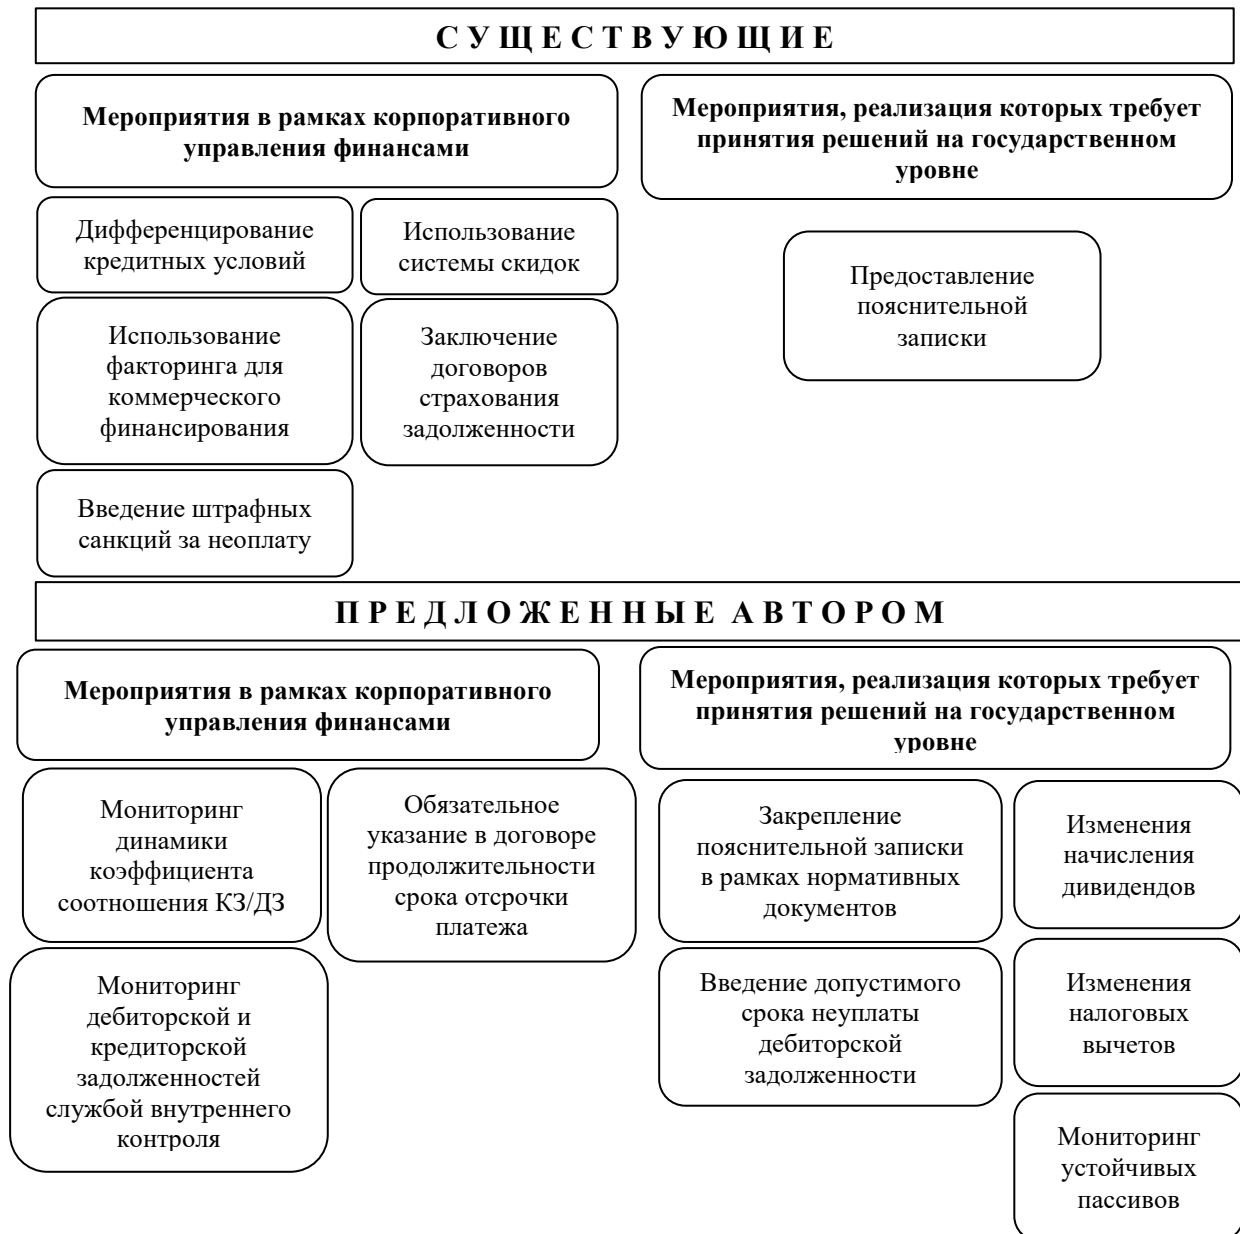 С У Щ Е С Т В У Ю Щ И Е
Мероприятия в рамках корпоративного
управления финансами
Мероприятия, реализация которых требует
принятия решений на государственном
уровне
Дифференцирование
кредитных условий
Использование
системы скидок
Предоставление
пояснительной
записки
Использование
факторинга для
коммерческого
финансирования
Заключение
договоров
страхования
задолженности
Введение штрафных
санкций за неоплату
П Р Е Д Л О Ж Е Н Н Ы Е А В Т О Р О М
Мероприятия в рамках корпоративного
управления финансами
Мероприятия, реализация которых требует
принятия решений на государственном
уровне
Мониторинг
динамики
коэффициента
соотношения КЗ/ДЗ
Обязательное
указание в договоре
продолжительности
срока отсрочки
платежа
Закрепление
пояснительной записки
в рамках нормативных
документов
Изменения
начисления
дивидендов
Мониторинг
дебиторской и
кредиторской
задолженностей
службой внутреннего
контроля
Введение допустимого
срока неуплаты
дебиторской
задолженности
Изменения
налоговых
вычетов
Мониторинг
устойчивых
пассивов